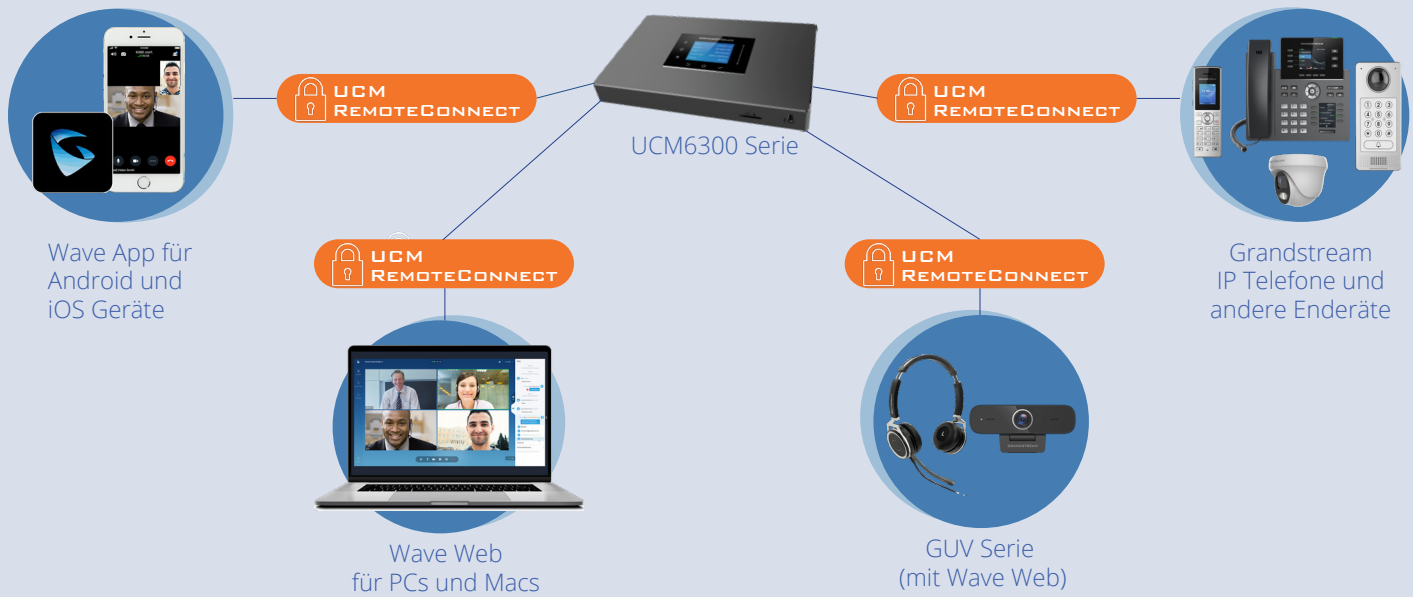 UCM
REMOTECONNECT
UCM6300 Serie
UCM
REMOTECONNECT
Wave App für
Android und
iOS Geräte
UCM
REMOTECONNECT
UCM
REMOTECONNECT
Grandstream
IP Telefone und
andere Enderäte
Wave Web
für PCs und Macs
GUV Serie
(mit Wave Web)